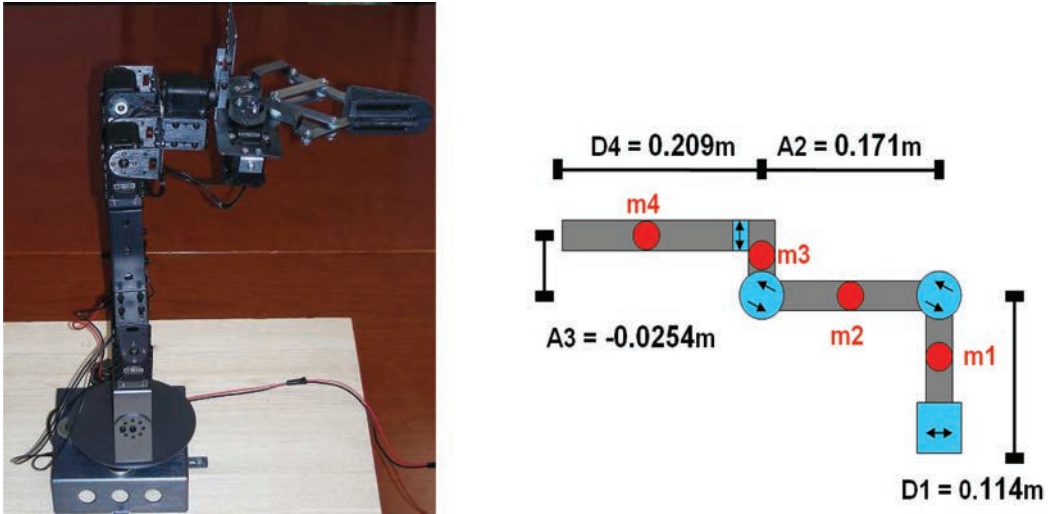 D4 = 0.209m
A2 = 0.171m
m4
m3
A3 = -0.0254m
m2
m1
D1 = 0.114m